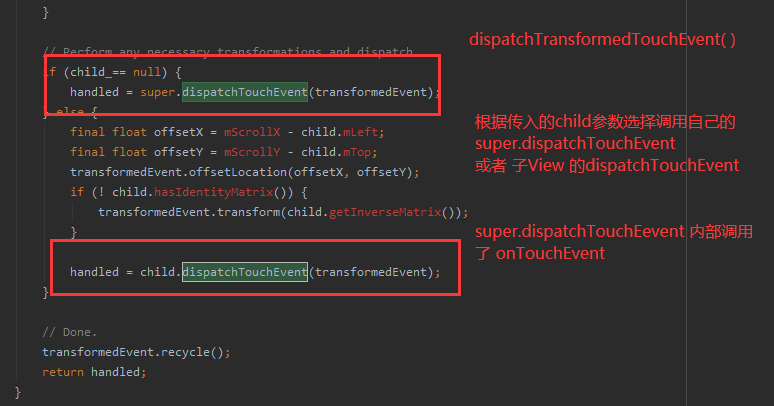 }
// Perform any necessary transformations and dispatch.
dispatchTransformedTouchEvent( )
if (child == null) {
handled = super.dispatchTouchEvent(transformedEvent);
} else {
final float offsetX = mScrollX - child.mLeft;
final float offsetY = mScrollY - child.mTop;
transformedEvent.offsetLocation(offsetX, offsetY);
if (! child.hasIdentityMatrix()) {
transformedEvent.transform(child.getInverseMatrix());
}
根据传入的child参数选择调用自己的
super.dispatchTouchEvent
或者 子View 的dispatchTouchEvent
super.dispatchTouchEevent 内部调用
了 onTouchEvent
handled = child.dispatchTouchEvent(transformedEvent);
}
// Done.
transformedEvent.recycle();
return handled;
}